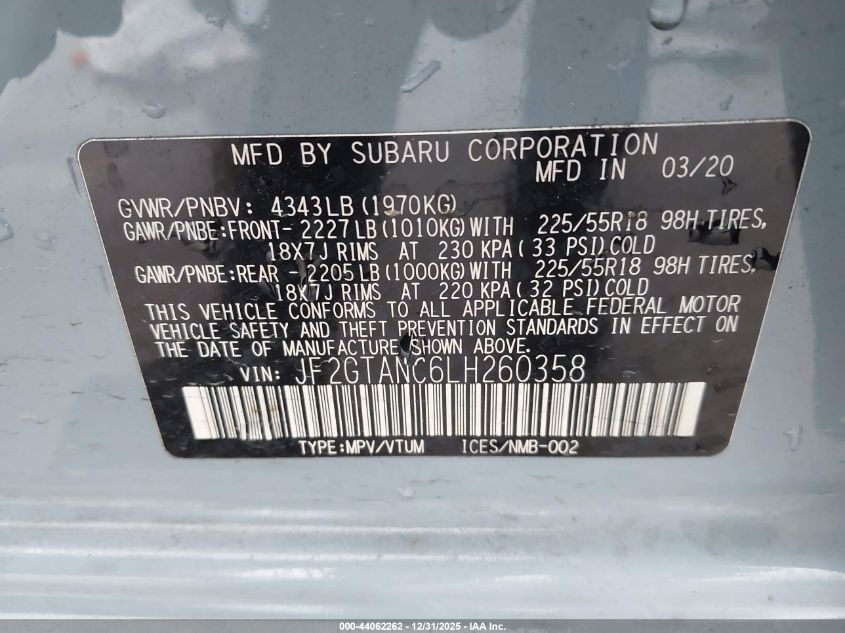 MFD BY SUBARU CORPORATION
MFD IN 03/20
GVWR/PNBV: 4343LB (1970KG)
GAWR/PNBE:FRONT- 2227LB (1010KG) WITH 225/55R18 98H TIRES,
18X7J RIMS AT 230 KPA (33 PSI) COLD
GAWR/PNBE:REAR - 2205LB (1000KG) WITH 225/55R18 98H TIRES,
18X7J RIMS AT 220 KPA (32 PSI) COLD
THIS VEHICLE CONFORMS TO ALL APPLICABLE FEDERAL MOTOR
VEHICLE SAFETY AND THEFT PREVENTION STANDARDS IN EFFECT ON
THE DATE OF MANUFACTURE SHOWN ABOVE.
VIN: JF2GTANC6LH260358
TYPE:MPV/VTUM ICES/NMB-002
000-44062262 - 12/31/2025 - IAA Inc.